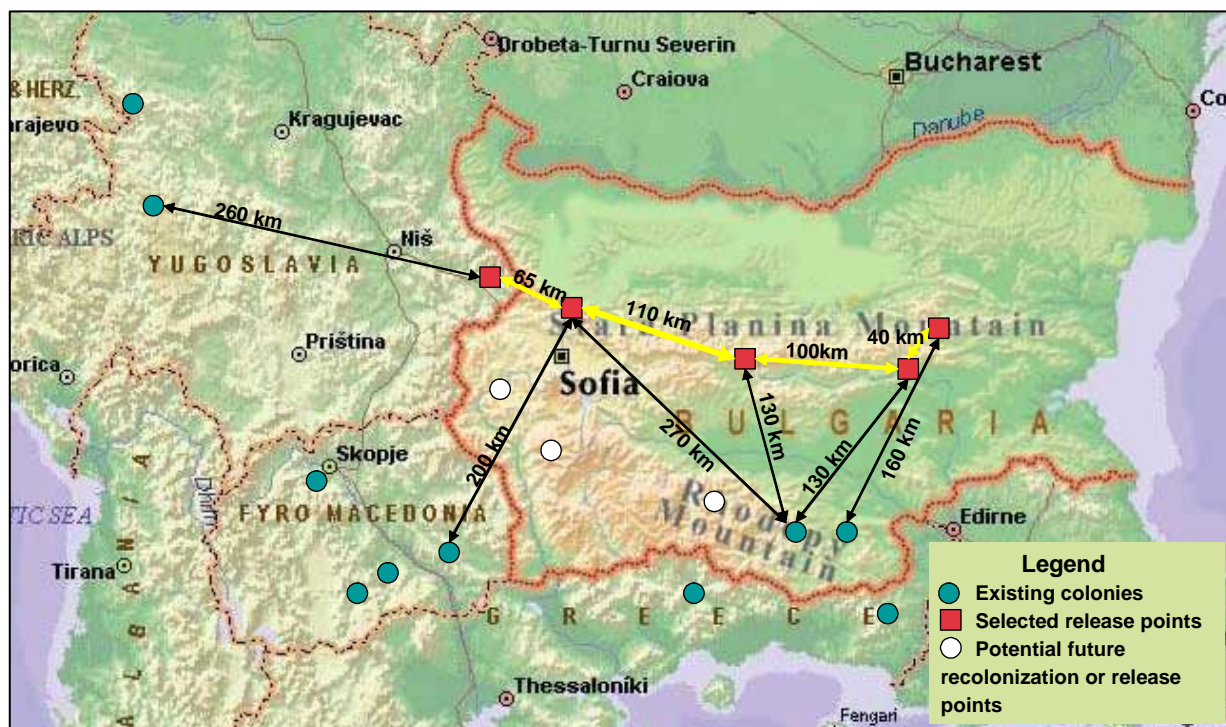 Drobeta-Turnu Severin
Bucharest
& HERZ.
Craiova
Co
arajevo
Kragujevac
Danube
260 km
Niš
RIC ALPS
YUGOSLAVIA
65 km
110 km
Planina Mountain
40 km
Priština
100km
orica
Sofia
BULGARIA
130 km
270 km
200 km
130 km
160 km
Skopje
TIC SEA
FYRO MACEDONIA
Mountain
Edirne
ALBANIA
Tirana
GREECE
Thessaloníki
Fengari
Legend
Existing colonies
Selected release points
Potential future
recolonization or release
points